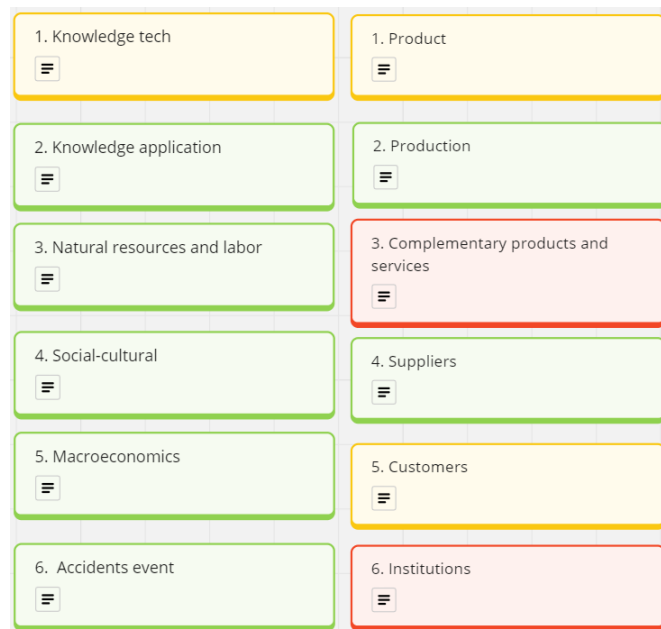 1. Knowledge tech
2. Knowledge application
3. Natural resources and labor
4. Social-cultural
5. Macroeconomics
6. Accidents event
1. Product
2. Production
3. Complementary products and
services
4. Suppliers
5. Customers
6. Institutions